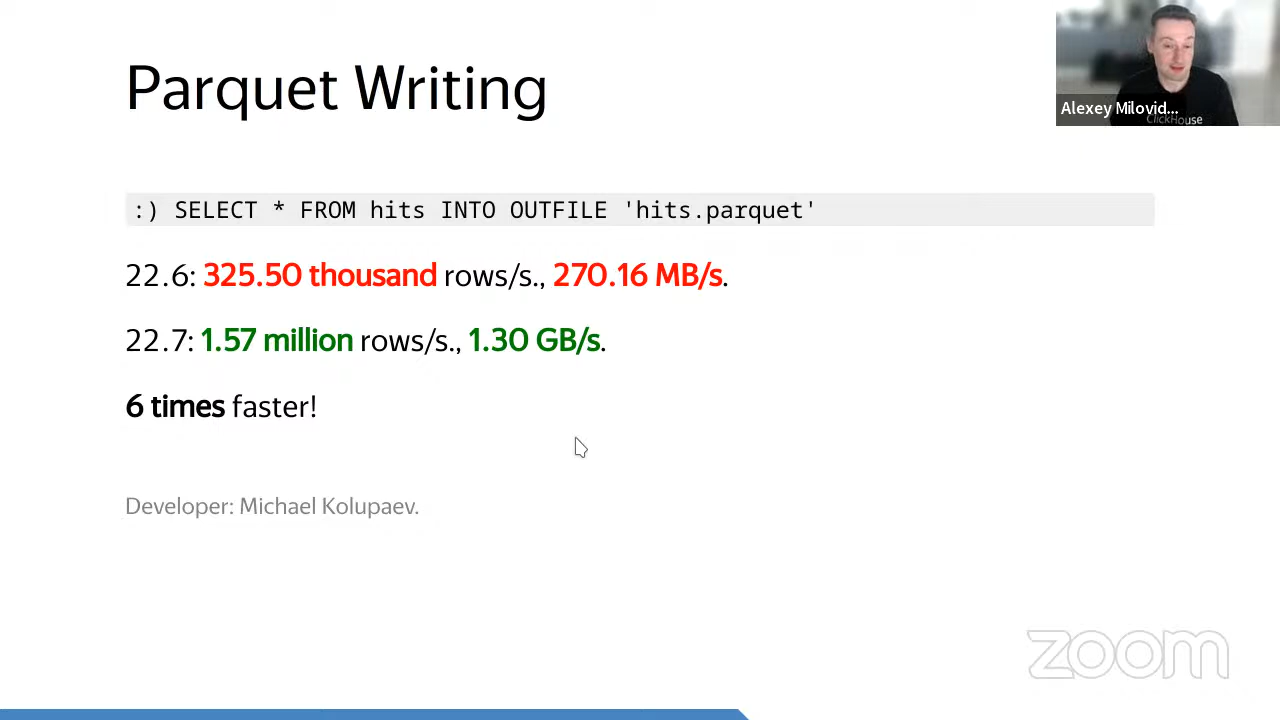 Parquet Writing
Alexey Milovid...
ClickHouse
:) SELECT * FROM hits INTO OUTFILE 'hits.parquet'
22.6: 325.50 thousand rows/s., 270.16 MB/s.
22.7: 1.57 million rows/s., 1.30 GB/s.
6 times faster!
Developer: Michael Kolupaev.
zoom